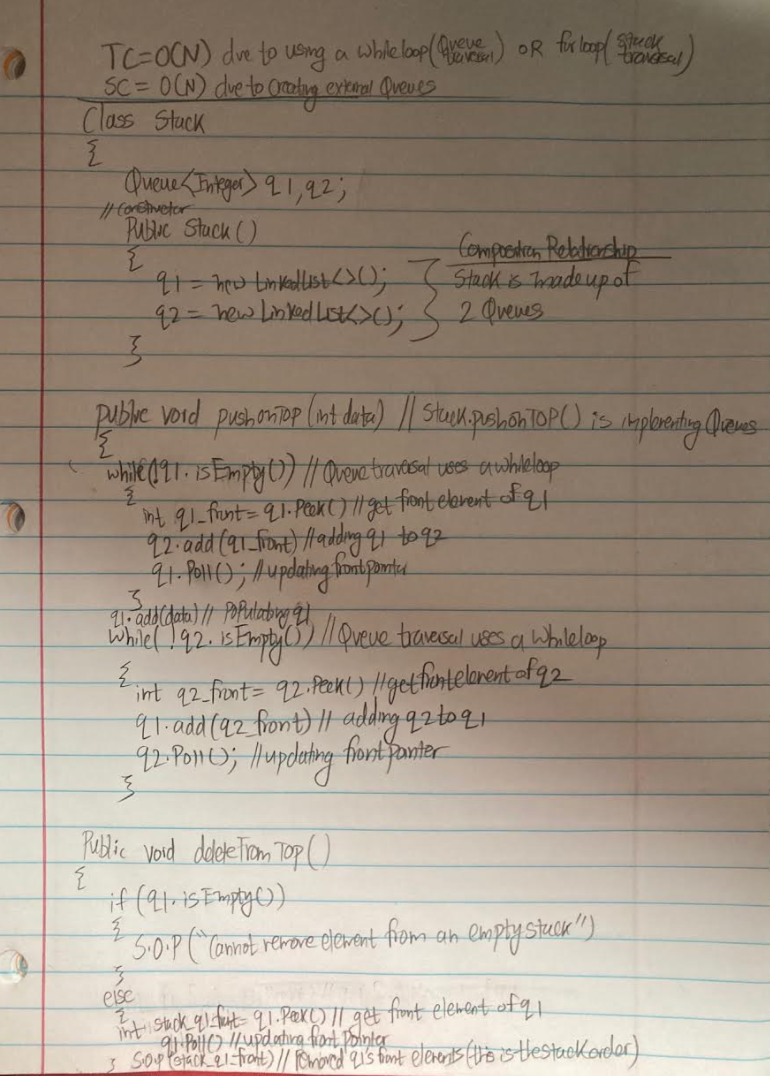 TC=O(N) due to using a while loop(Queue traversal) OR for loop(stack traversal)
SC = O(N) due to Creating external Queues
Class Stack
{
Queue<Integer> q1,q2;
// Constructor
Public Stack()
{
q1 = new LinkedList<>();
q2 = new LinkedList<>();
}
Composition Relationship
Stack is made up of
2 Queues
public void pushonTop(int data) // Stack.pushonTOP() is implementing Queues
{
while(!q1.isEmpty()) // Queue traversal uses a while loop
{
int q1_front= q1.Peek() // get front element of q1
q2.add(q1_front) // adding q1 to q2
q1.Poll(); // updating front pointer
}
q1.add(data) // Populating q1
while( !q2.isEmpty()) // Queue traversal uses a while loop
{
int q2_front= q2.Peek() // get front element of q2
q1.add(q2_front) // adding q2 to q1
q2.Poll(); // updating front pointer
}
Public void deleteFromTop()
{
if (q1.isEmpty())
{
S.O.P("Cannot remove element from an empty stack")
}
else
{
int stack_q1_front= q1.Peek() // get front element of q1
q1.Poll() // updating front Pointer
} S.O.P(stack_q1_front) // removed q1's front elements (this is the stack order)